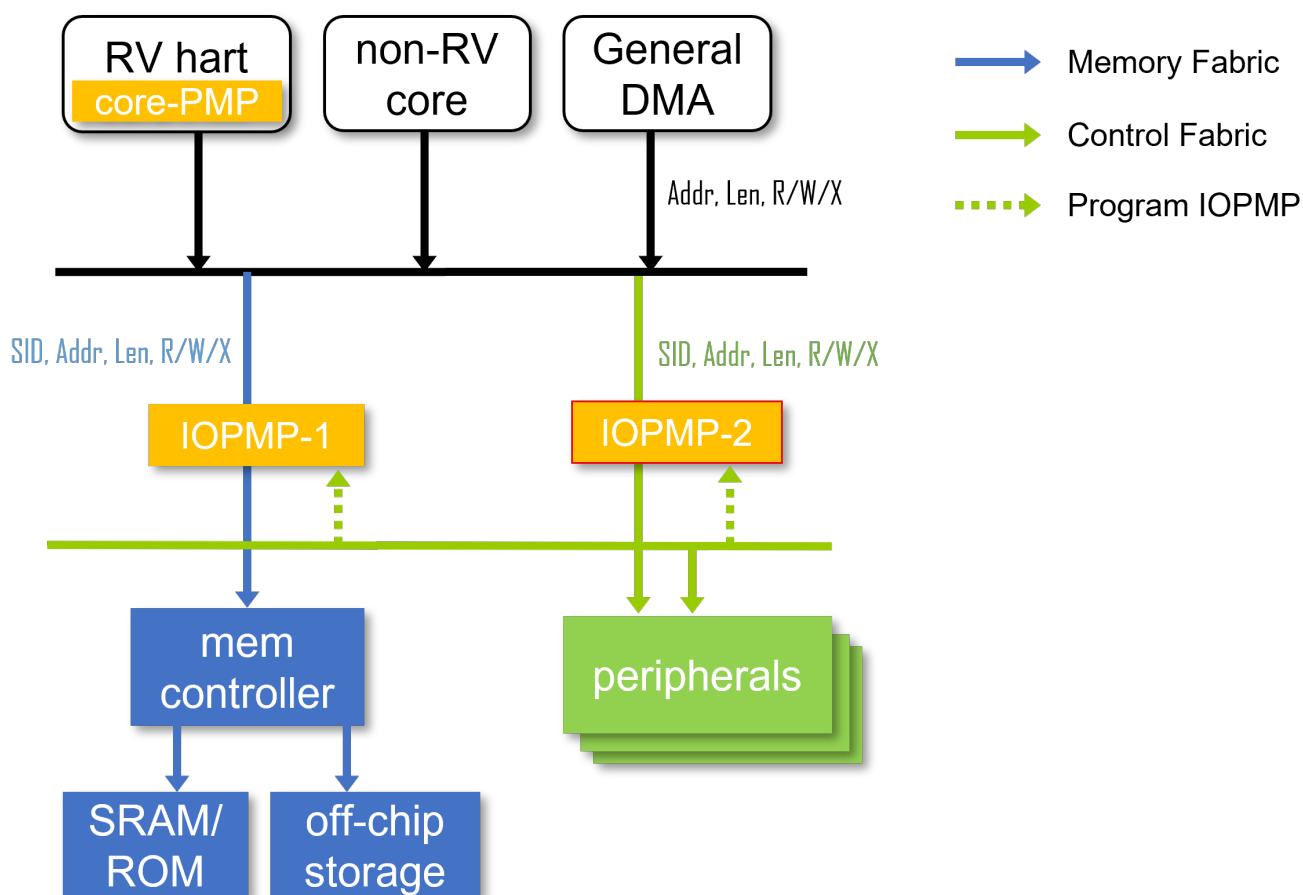 RV hart
core-PMP
non-RV
core
General
DMA
Memory Fabric
Control Fabric
Program IOPMP
Addr, Len, R/W/X
SID, Addr, Len, R/W/X
SID, Addr, Len, R/W/X
IOPMP-1
IOPMP-2
mem
controller
peripherals
SRAM/
ROM
off-chip
storage